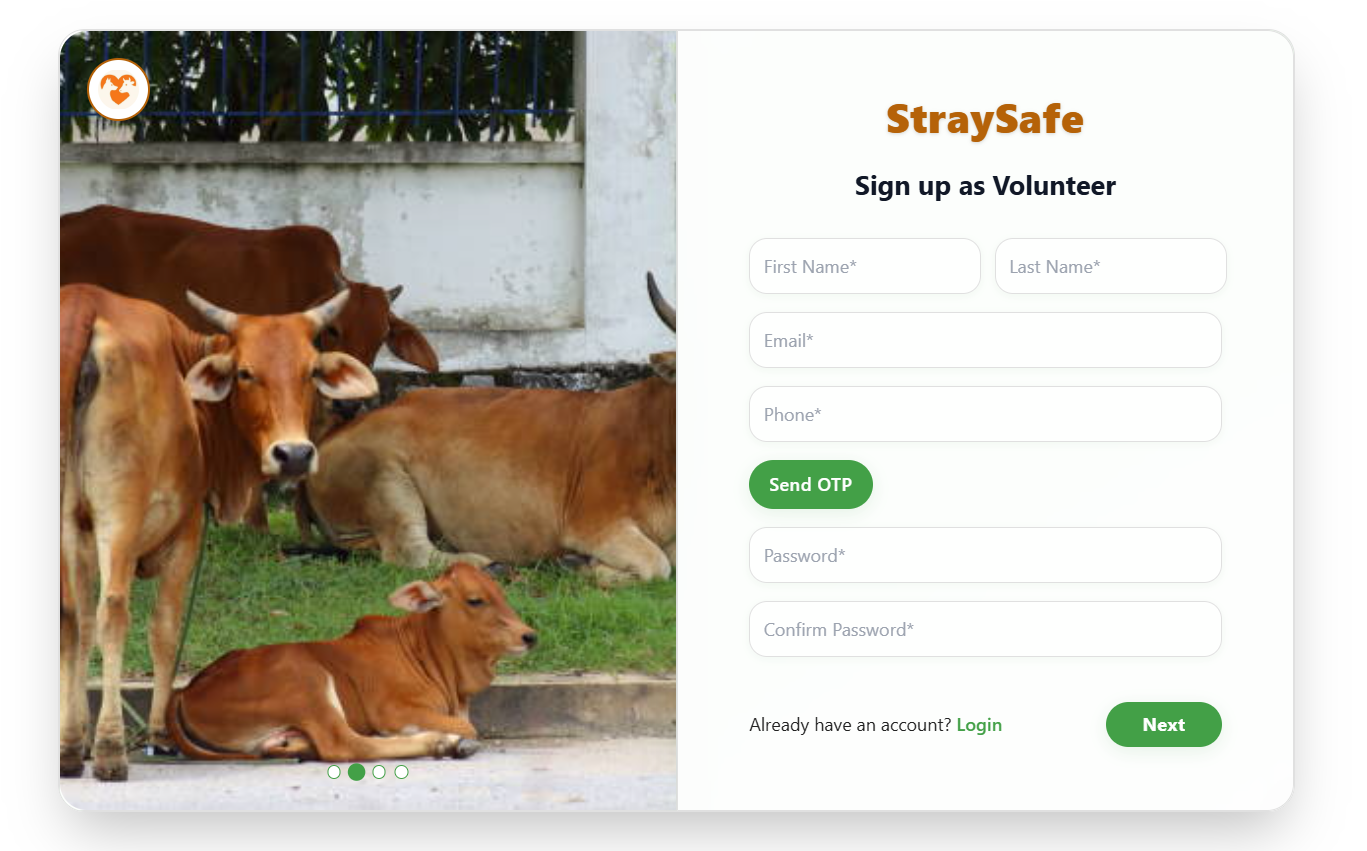 StraySafe
Sign up as Volunteer
First Name* Last Name*
Email*
Phone*
Send OTP
Password*
Confirm Password*
Already have an account? Login Next